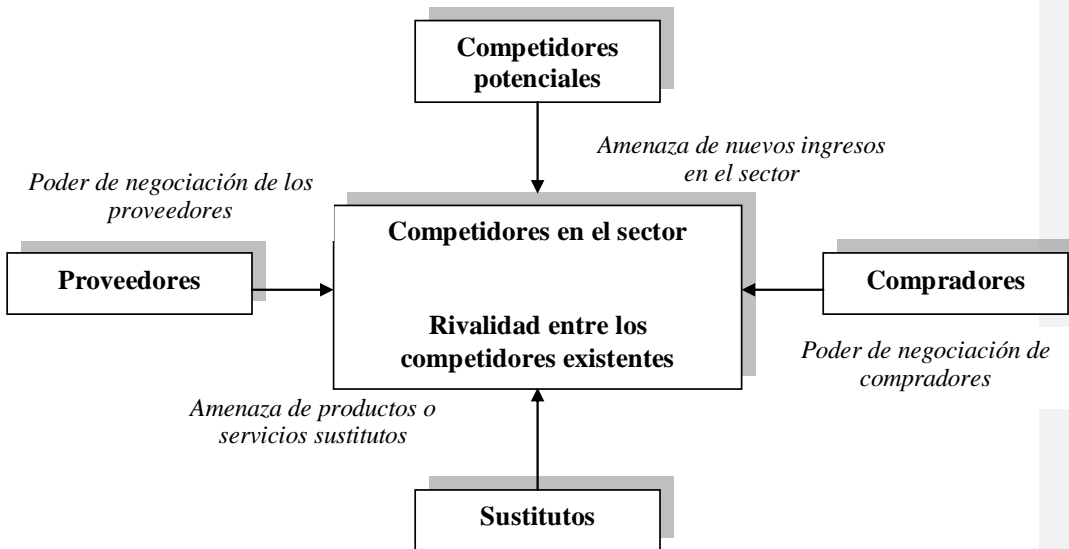 Competidores
potenciales
Amenaza de nuevos ingresos
en el sector
Poder de negociación de los
proveedores
Competidores en el sector
Proveedores
Compradores
Rivalidad entre los
competidores existentes
Poder de negociación de
compradores
Amenaza de productos o
servicios sustitutos
Sustitutos